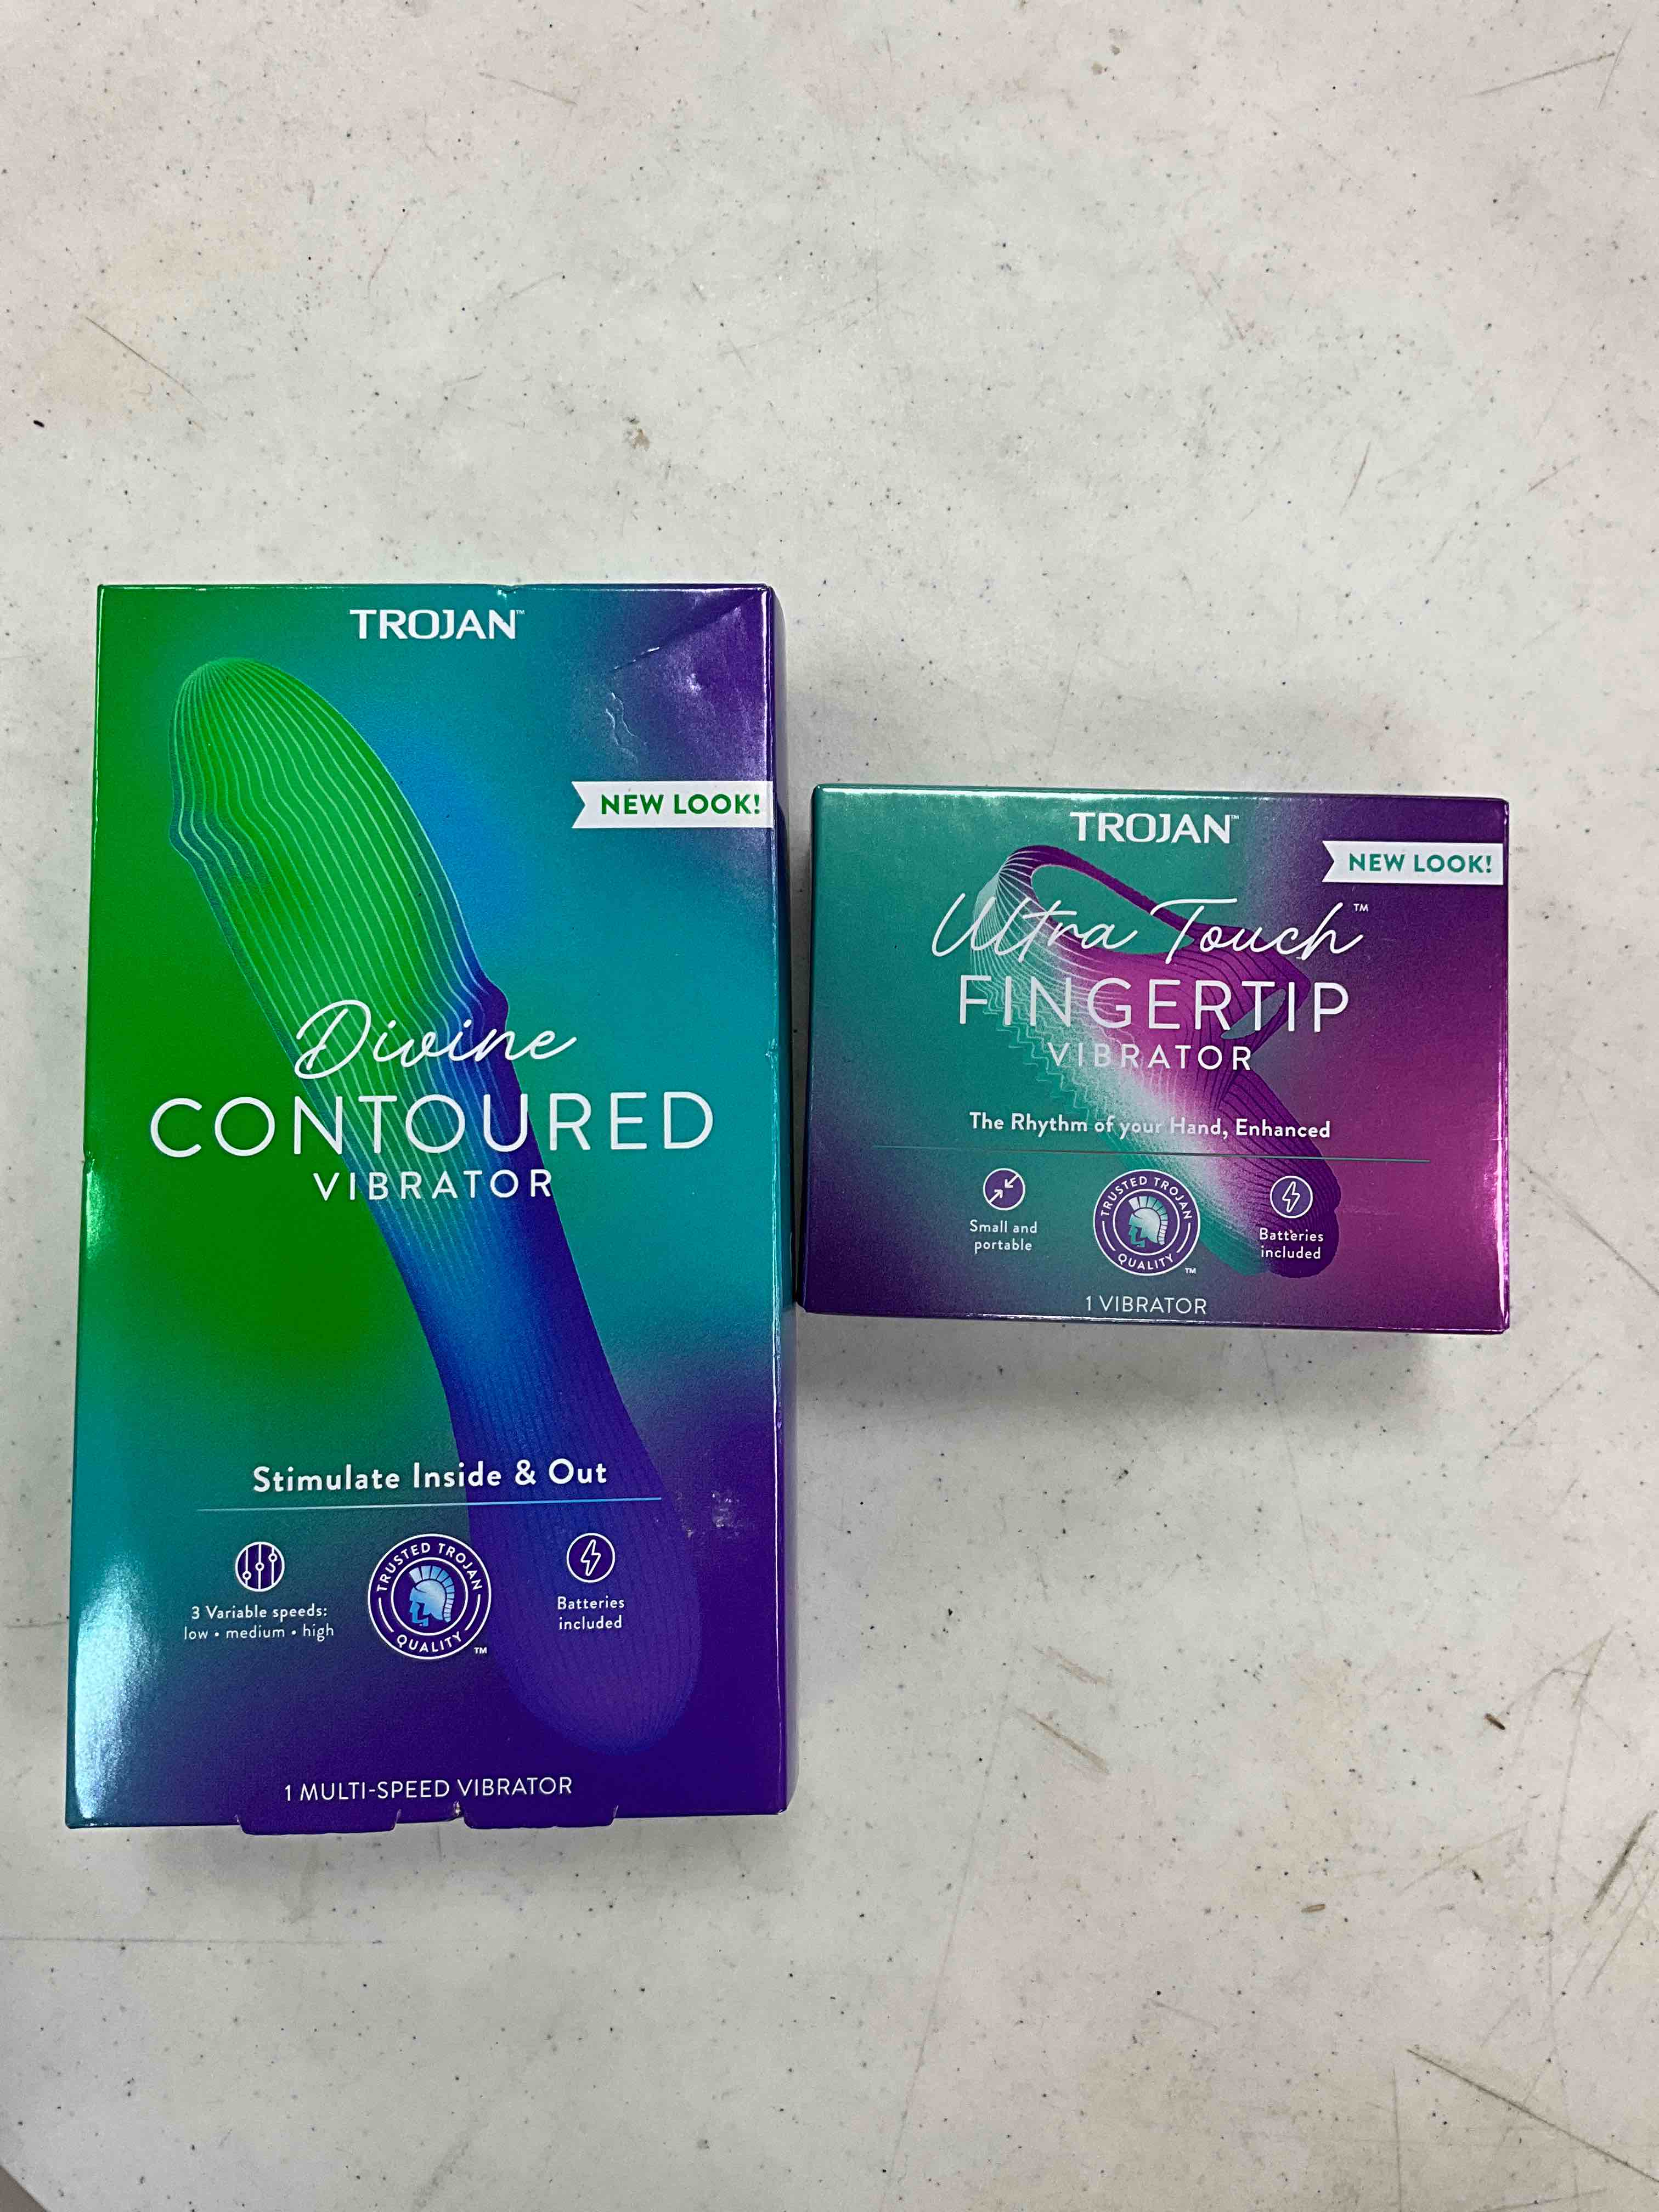 TROJAN™
NEW LOOK!
Divine
CONTOURED
VIBRATOR
Stimulate Inside & Out
3 Variable speeds:
low • medium • high
TRUSTED TROJAN
QUALITY
™
Batteries
included
1 MULTI-SPEED VIBRATOR
TROJAN™
NEW LOOK!
Ultra Touch™
FINGERTIP
VIBRATOR
The Rhythm of your Hand, Enhanced
Small and
portable
TRUSTED TROJAN
QUALITY
™
Batteries
included
1 VIBRATOR